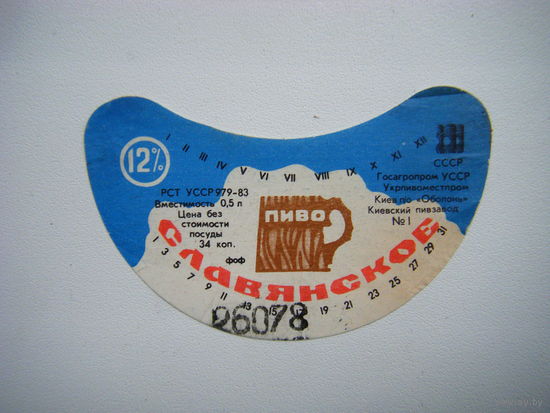 I II III IV V VI VII VIII IX X XI XII
12%
РСТ УССР 979-83
Вместимость 0,5 л
Цена без
стоимости
посуды
34 коп.
фоф
ПИВО
СССР
Госагропром УССР
Укрпивоместпром
Киев по «Оболонь»
Киевский пивзавод
№ 1
СЛАВЯНСКОЕ
1 3 5 7 9 11 13 15 17 19 21 23 25 27 29 31
26078